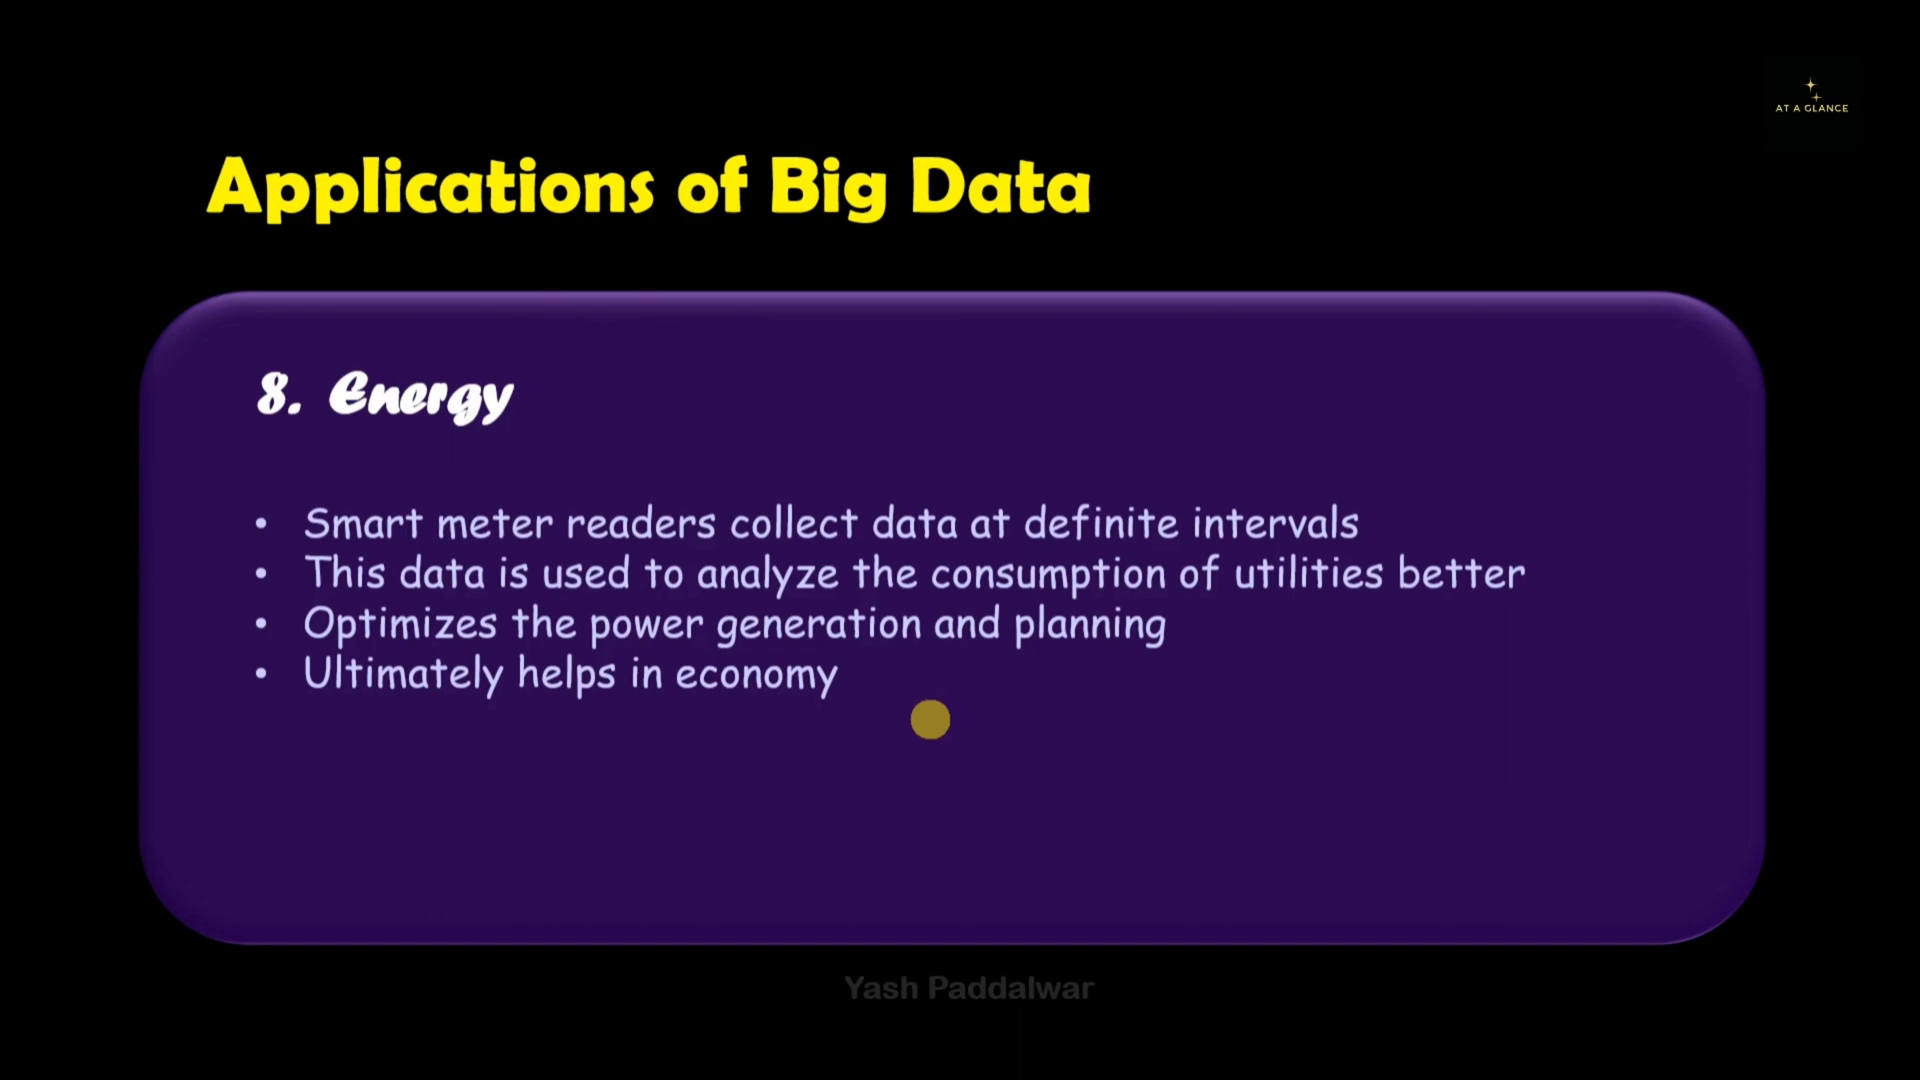 AT A GLANCE
Applications of Big Data
8. Energy
• Smart meter readers collect data at definite intervals
• This data is used to analyze the consumption of utilities better
• Optimizes the power generation and planning
• Ultimately helps in economy
Yash Paddalwar